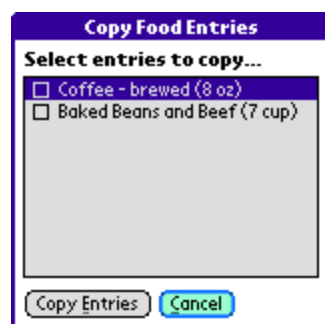 Copy Food Entries
Select entries to copy...
Coffee - brewed (8 oz)
Baked Beans and Beef (7 cup)
Copy Entries Cancel